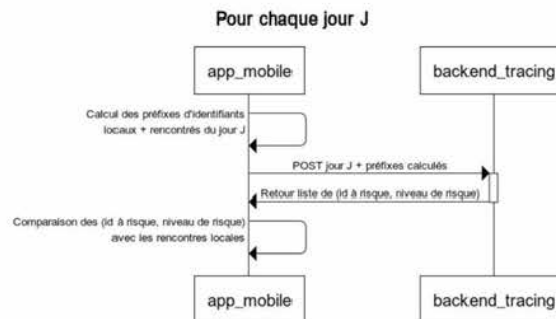 Pour chaque jour J
app_mobile
backend_tracing
Calcul des préfixes d'identifiants
locaux + rencontrés du jour J
POST jour J + préfixes calculés
Retour liste de (id à risque, niveau de risque)
Comparaison des (id à risque, niveau de risque)
avec les rencontres locales
app_mobile
backend_tracing